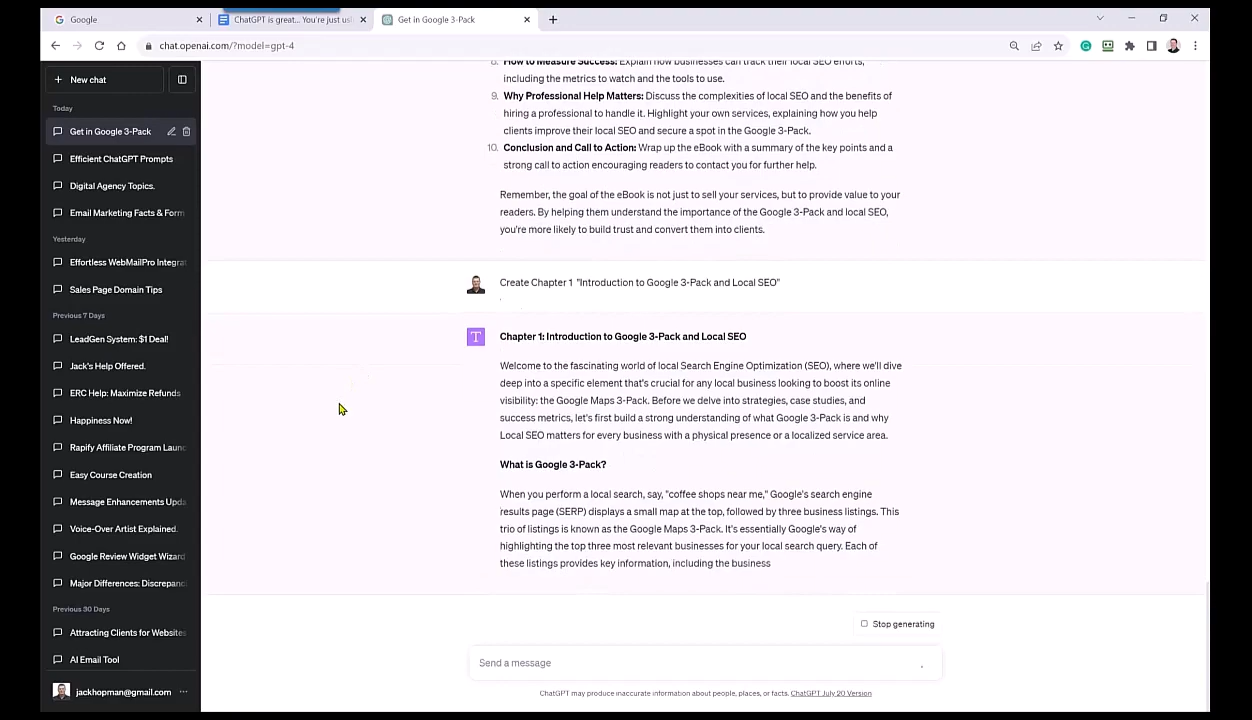 Google
ChatGPT is great... You're just usi
Get in Google 3-Pack
chat.openai.com/?model=gpt-4
New chat
Today
Get in Google 3-Pack
Efficient ChatGPT Prompts
Digital Agency Topics.
Email Marketing Facts & Form
Yesterday
Effortless WebMailPro Integrat
Sales Page Domain Tips
Previous 7 Days
LeadGen System: $1 Deal!
Jack's Help Offered.
ERC Help: Maximize Refunds
Happiness Now!
Rapify Affiliate Program Launc
Easy Course Creation
Message Enhancements Upda
Voice-Over Artist Explained.
Google Review Widget Wizard
Major Differences: Discrepanc
Previous 30 Days
Attracting Clients for Websites
AI Email Tool
jackhopman@gmail.com
8. How to Measure Success: Explain how businesses can track their local SEO efforts,
including the metrics to watch and the tools to use.
9. Why Professional Help Matters: Discuss the complexities of local SEO and the benefits of
hiring a professional to handle it. Highlight your own services, explaining how you help
clients improve their local SEO and secure a spot in the Google 3-Pack.
10. Conclusion and Call to Action: Wrap up the eBook with a summary of the key points and a
strong call to action encouraging readers to contact you for further help.
Remember, the goal of the eBook is not just to sell your services, but to provide value to your
readers. By helping them understand the importance of the Google 3-Pack and local SEO,
you're more likely to build trust and convert them into clients.
Create Chapter 1 "Introduction to Google 3-Pack and Local SEO"
T
Chapter 1: Introduction to Google 3-Pack and Local SEO
Welcome to the fascinating world of local Search Engine Optimization (SEO), where we'll dive
deep into a specific element that's crucial for any local business looking to boost its online
visibility: the Google Maps 3-Pack. Before we delve into strategies, case studies, and
success metrics, let's first build a strong understanding of what Google 3-Pack is and why
Local SEO matters for every business with a physical presence or a localized service area.
What is Google 3-Pack?
When you perform a local search, say, "coffee shops near me," Google's search engine
results page (SERP) displays a small map at the top, followed by three business listings. This
trio of listings is known as the Google Maps 3-Pack. It's essentially Google's way of
highlighting the top three most relevant businesses for your local search query. Each of
these listings provides key information, including the business
Stop generating
Send a message
ChatGPT may produce inaccurate information about people, places, or facts. ChatGPT July 20 Version